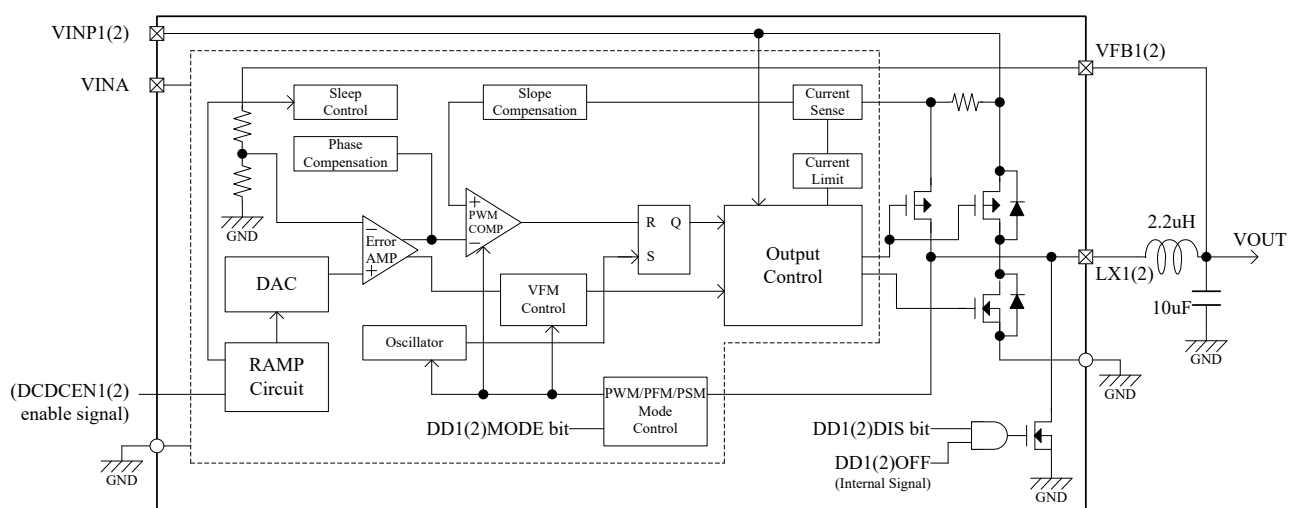 VINP1(2)
VFB1(2)
VINA
Sleep
Control
Slope
Compensation
Current
Sense
Phase
Compensation
Current
Limit
GND
+
PWM
COMP
−
−
Error
AMP
+
R
Q
S
Output
Control
2.2uH
VOUT
LX1(2)
DAC
VFM
Control
10uF
GND
Oscillator
RAMP
Circuit
GND
(DCDCEN1(2)
enable signal)
PWM/PFM/PSM
Mode
Control
DD1(2)MODE bit
DD1(2)DIS bit
GND
DD1(2)OFF
(Internal Signal)
GND